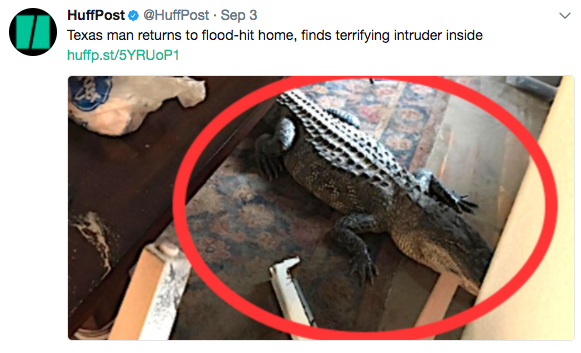 HuffPost @HuffPost · Sep 3
Texas man returns to flood-hit home, finds terrifying intruder inside
huffp.st/5YRUoP1